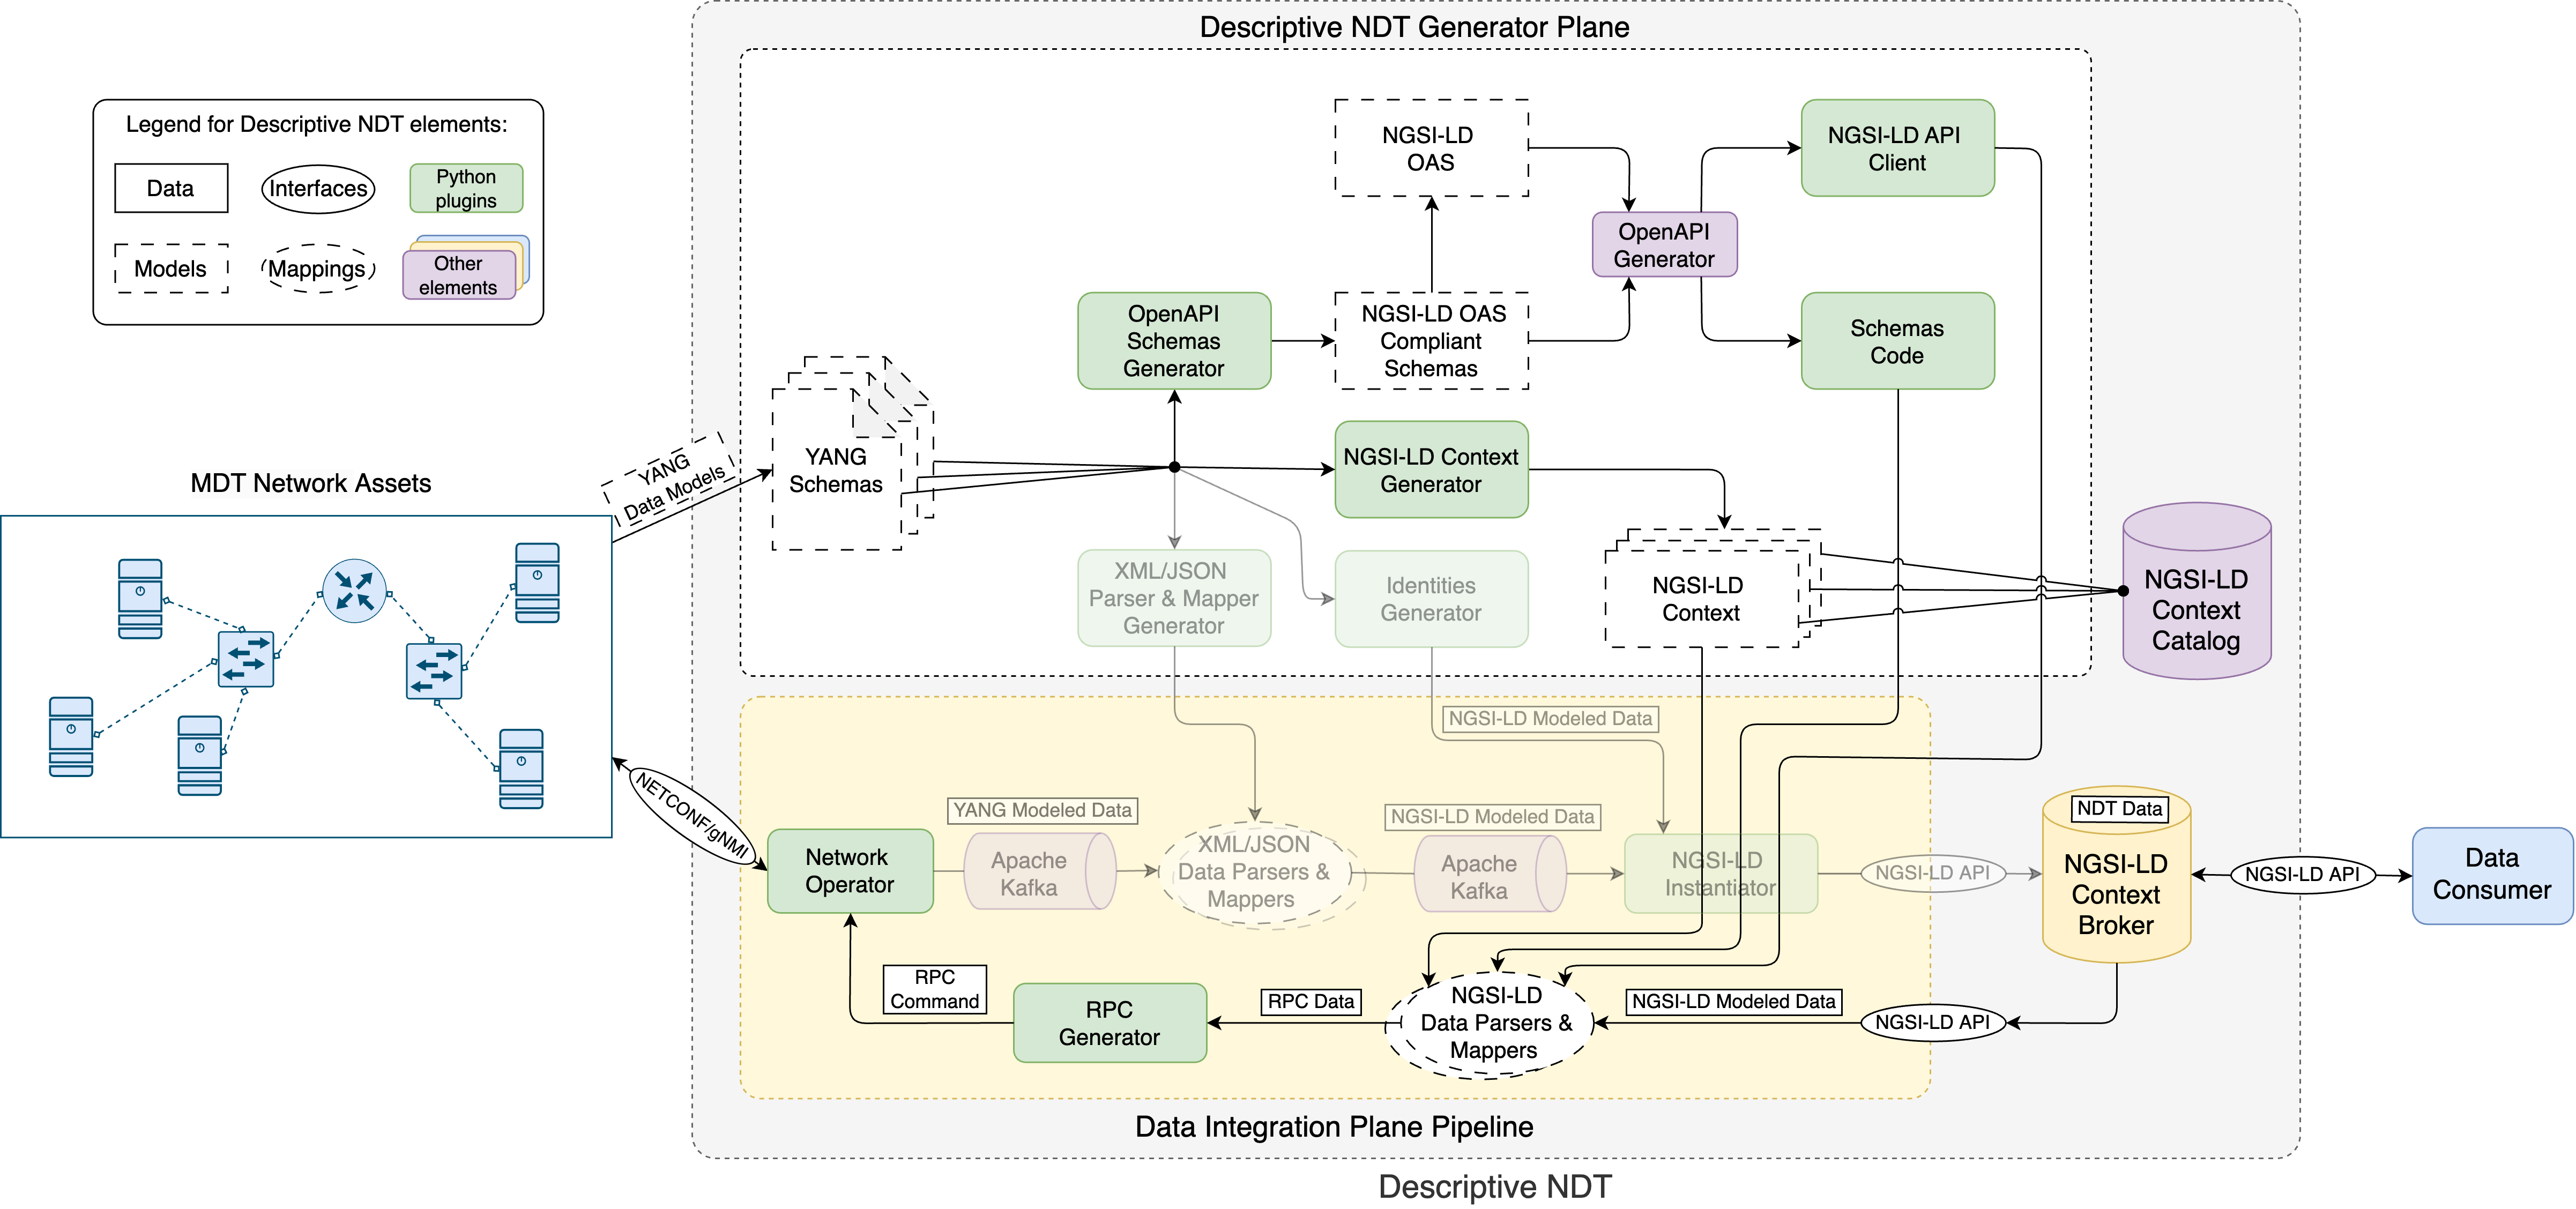 Descriptive NDT Generator Plane
Legend for Descriptive NDT elements:
Data
Interfaces
Python
plugins
Models
Mappings
Other
elements
NGSI-LD
OAS
NGSI-LD API
Client
OpenAPI
Generator
OpenAPI
Schemas
Generator
NGSI-LD OAS
Compliant
Schemas
Schemas
Code
YANG
Data Models
YANG
Schemas
NGSI-LD Context
Generator
MDT Network Assets
XML/JSON
Parser & Mapper
Generator
Identities
Generator
NGSI-LD
Context
NGSI-LD
Context
Catalog
NGSI-LD Modeled Data
NETCONF/gNMI
Network
Operator
YANG Modeled Data
Apache
Kafka
XML/JSON
Data Parsers &
Mappers
NGSI-LD Modeled Data
Apache
Kafka
NGSI-LD
Instantiator
NGSI-LD API
NDT Data
NGSI-LD
Context
Broker
NGSI-LD API
Data
Consumer
RPC
Command
RPC
Generator
RPC Data
NGSI-LD
Data Parsers &
Mappers
NGSI-LD Modeled Data
NGSI-LD API
Data Integration Plane Pipeline
Descriptive NDT